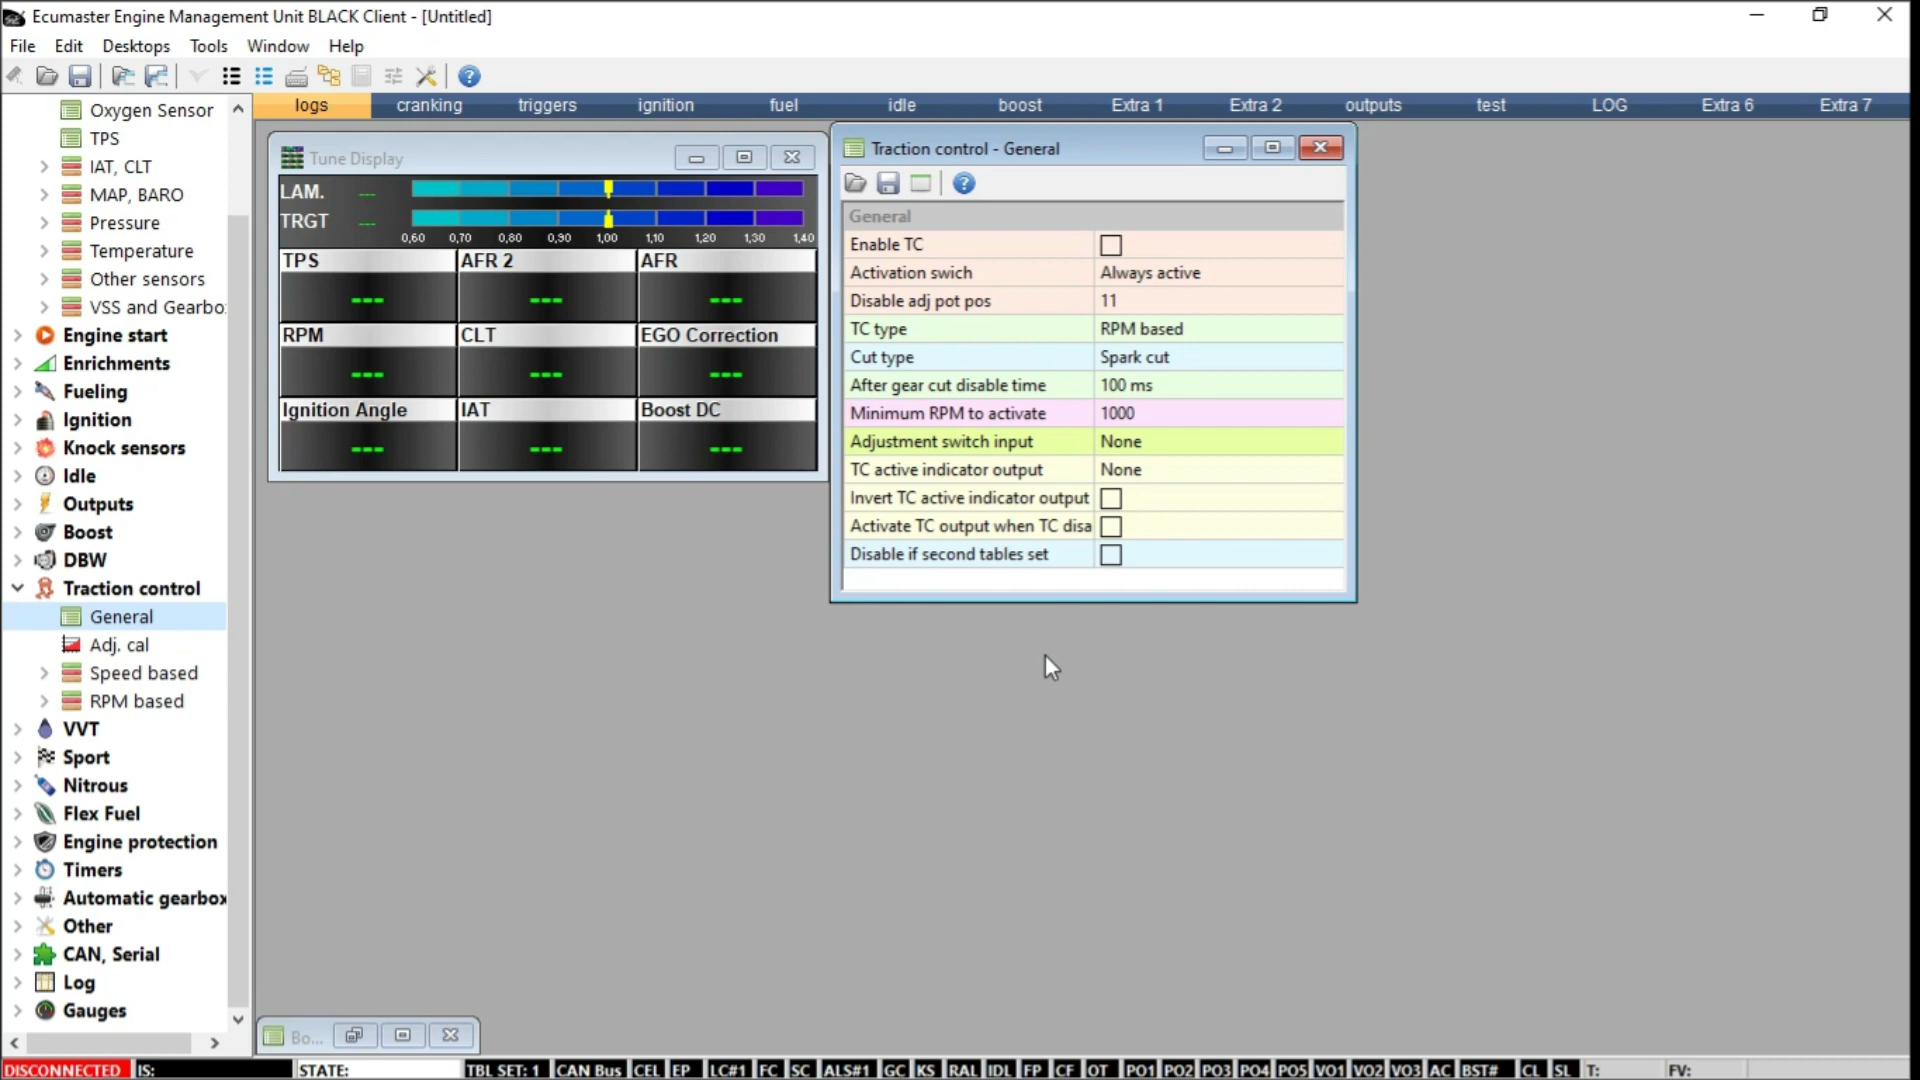 Ecumaster Engine Management Unit BLACK Client - [Untitled]
File Edit Desktops Tools Window Help
logs cranking triggers ignition fuel idle boost Extra 1 Extra 2 outputs test LOG Extra 6 Extra 7
Oxygen Sensor
TPS
IAT, CLT
MAP, BARO
Pressure
Temperature
Other sensors
VSS and Gearbo
Engine start
Enrichments
Fueling
Ignition
Knock sensors
Idle
Outputs
Boost
DBW
Traction control
General
Adj. cal
Speed based
RPM based
VVT
Sport
Nitrous
Flex Fuel
Engine protection
Timers
Automatic gearbox
Other
CAN, Serial
Log
Gauges
Tune Display
LAM. ---
TRGT ---
0,60 0,70 0,80 0,90 1,00 1,10 1,20 1,30 1,40
TPS AFR 2 AFR
--- --- ---
RPM CLT EGO Correction
--- --- ---
Ignition Angle IAT Boost DC
--- --- ---
Traction control - General
General
Enable TC
Activation swich Always active
Disable adj pot pos 11
TC type RPM based
Cut type Spark cut
After gear cut disable time 100 ms
Minimum RPM to activate 1000
Adjustment switch input None
TC active indicator output None
Invert TC active indicator output
Activate TC output when TC disa
Disable if second tables set
Bo...
DISCONNECTED IS: STATE: TBL SET: 1 CAN Bus CEL EP LC#1 FC SC ALS#1 GC KS RAL IDL FP CF OT PO1 PO2 PO3 PO4 PO5 VO1 VO2 VO3 AC BST# CL SL T: FV: